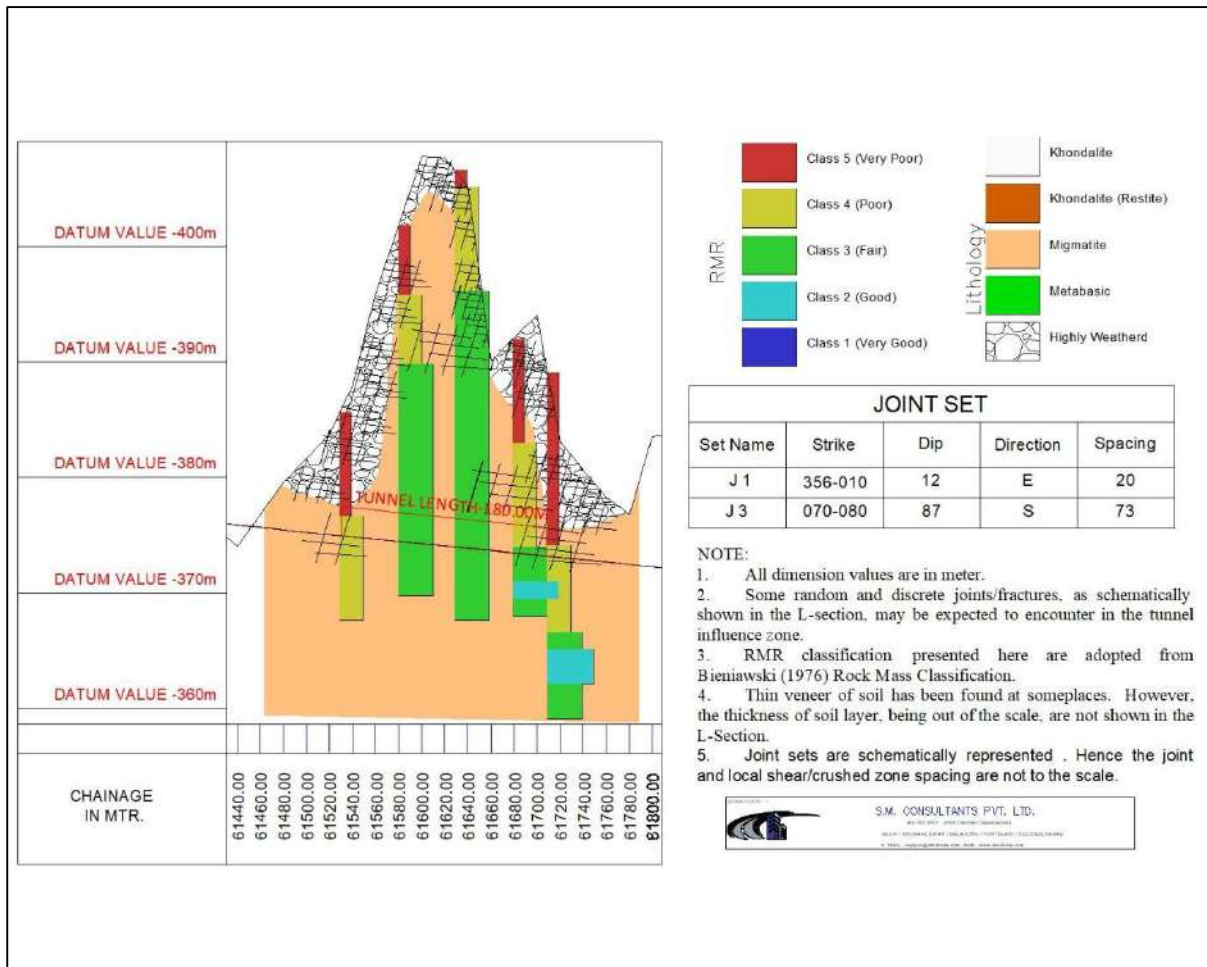 DATUM VALUE -400m
DATUM VALUE -390m
DATUM VALUE -380m
DATUM VALUE -370m
DATUM VALUE -360m
TUNNEL LENGTH-180.00M
CHAINAGE
IN MTR.
61440.00
61460.00
61480.00
61500.00
61520.00
61540.00
61560.00
61580.00
61600.00
61620.00
61640.00
61660.00
61680.00
61700.00
61720.00
61740.00
61760.00
61780.00
61800.00
RMR
Class 5 (Very Poor)
Class 4 (Poor)
Class 3 (Fair)
Class 2 (Good)
Class 1 (Very Good)
Lithology
Khondalite
Khondalite (Restite)
Migmatite
Metabasic
Highly Weatherd
JOINT SET
Set Name Strike Dip Direction Spacing
J 1 356-010 12 E 20
J 3 070-080 87 S 73
NOTE:
1. All dimension values are in meter.
2. Some random and discrete joints/fractures, as schematically
shown in the L-section, may be expected to encounter in the tunnel
influence zone.
3. RMR classification presented here are adopted from
Bieniawski (1976) Rock Mass Classification.
4. Thin veneer of soil has been found at someplaces. However,
the thickness of soil layer, being out of the scale, are not shown in the
L-Section.
5. Joint sets are schematically represented . Hence the joint
and local shear/crushed zone spacing are not to the scale.
S.M. CONSULTANTS PVT. LTD.